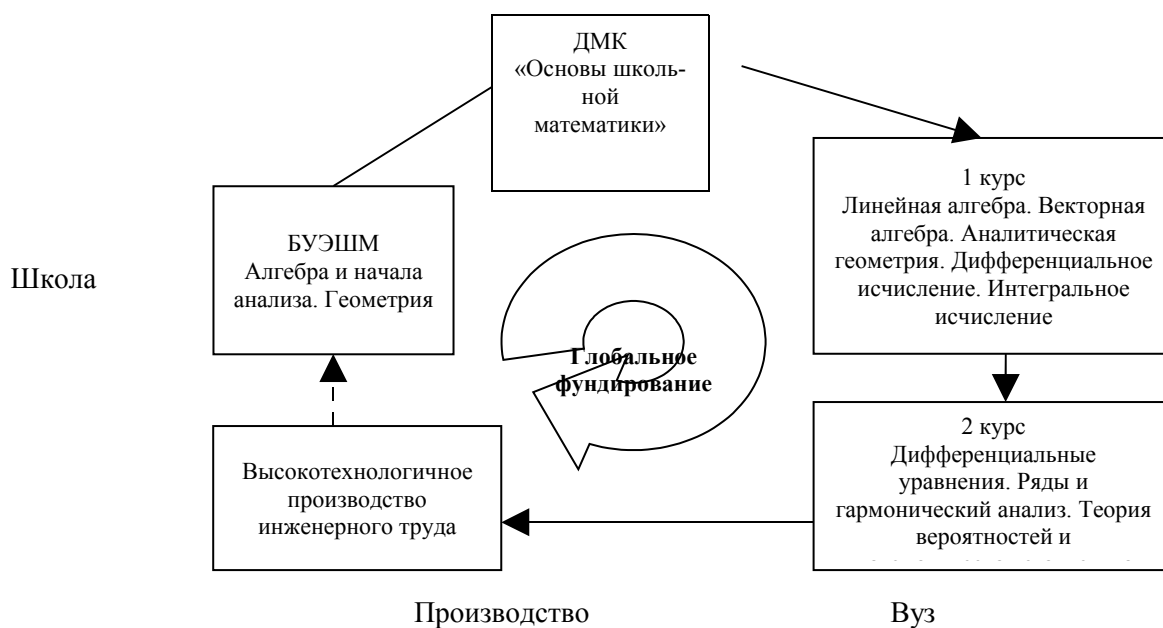 ДМК
«Основы школь-
ной
математики»
1 курс
Линейная алгебра. Векторная
алгебра. Аналитическая
геометрия. Дифференциальное
исчисление. Интегральное
исчисление
БУЭШМ
Алгебра и начала
анализа. Геометрия
Школа
Глобальное
фундирование
2 курс
Дифференциальные
уравнения. Ряды и
гармонический анализ. Теория
вероятностей и
Высокотехнологичное
производство
инженерного труда
Производство
Вуз